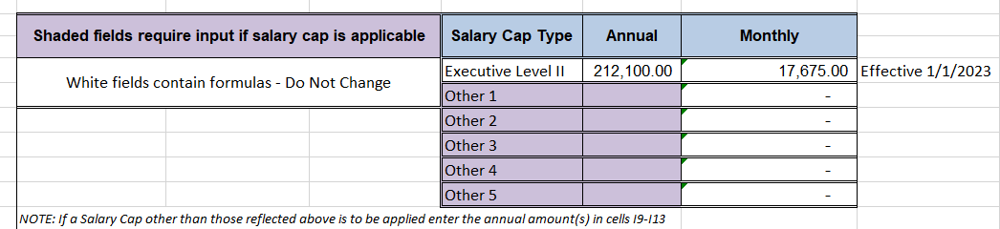 Shaded fields require input if salary cap is applicable Salary Cap Type Annual Monthly
Executive Level II 212,100.00 17,675.00 Effective 1/1/2023
White fields contain formulas - Do Not Change
Other 1 -
Other 2 -
Other 3 -
Other 4 -
Other 5 -
NOTE: If a Salary Cap other than those reflected above is to be applied enter the annual amount(s) in cells I9-I13